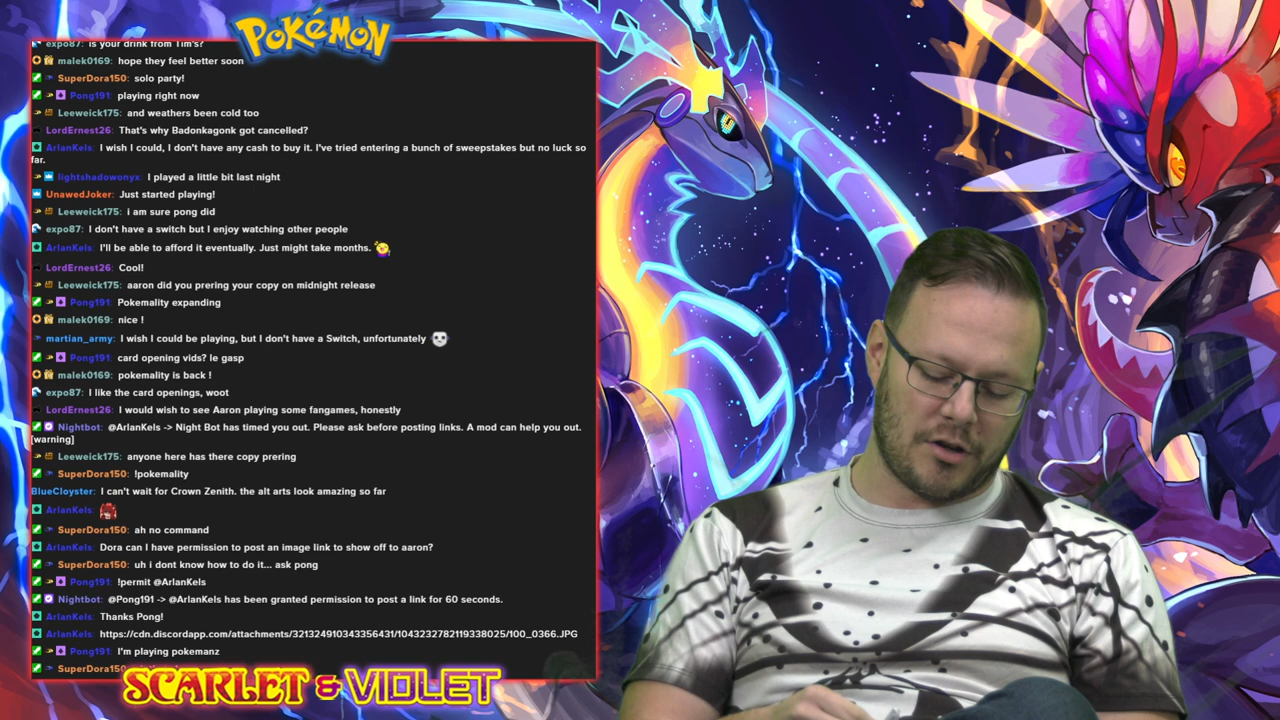 POKÉMON
expo87: is your drink from Tim's?
malek0169: hope they feel better soon
SuperDora150: solo party!
Pong191: playing right now
Leeweick175: and weathers been cold too
LordErnest26: That's why Badonkagonk got cancelled?
ArlanKels: I wish I could, I don't have any cash to buy it. I've tried entering a bunch of sweepstakes but no luck so
far.
lightshadowonyx: I played a little bit last night
UnawedJoker: Just started playing!
Leeweick175: i am sure pong did
expo87: I don't have a switch but I enjoy watching other people
ArlanKels: I'll be able to afford it eventually. Just might take months.
LordErnest26: Cool!
Leeweick175: aaron did you prering your copy on midnight release
Pong191: Pokemality expanding
malek0169: nice !
martian_army: I wish I could be playing, but I don't have a Switch, unfortunately
Pong191: card opening vids? le gasp
malek0169: pokemality is back !
expo87: I like the card openings, woot
LordErnest26: I would wish to see Aaron playing some fangames, honestly
Nightbot: @ArlanKels -> Night Bot has timed you out. Please ask before posting links. A mod can help you out.
[warning]
Leeweick175: anyone here has there copy prering
SuperDora150: !pokemality
BlueCloyster: I can't wait for Crown Zenith. the alt arts look amazing so far
ArlanKels:
SuperDora150: ah no command
ArlanKels: Dora can I have permission to post an image link to show off to aaron?
SuperDora150: uh i dont know how to do it... ask pong
Pong191: !permit @ArlanKels
Nightbot: @Pong191 -> @ArlanKels has been granted permission to post a link for 60 seconds.
ArlanKels: Thanks Pong!
ArlanKels: https://cdn.discordapp.com/attachments/321324910343356431/1043232782119338025/100_0366.JPG
Pong191: I'm playing pokemanz
SuperDora150:
SCARLET & VIOLET